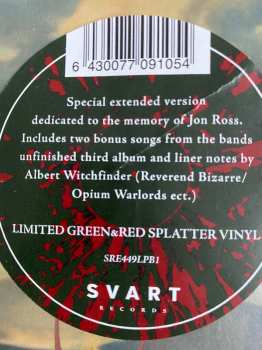 6 430077 091054
Special extended version
dedicated to the memory of Jon Ross.
Includes two bonus songs from the bands
unfinished third album and liner notes by
Albert Witchfinder (Reverend Bizarre/
Opium Warlords ect.)
LIMITED GREEN&RED SPLATTER VINYL
SRE449LPB1
SVART
RECORDS